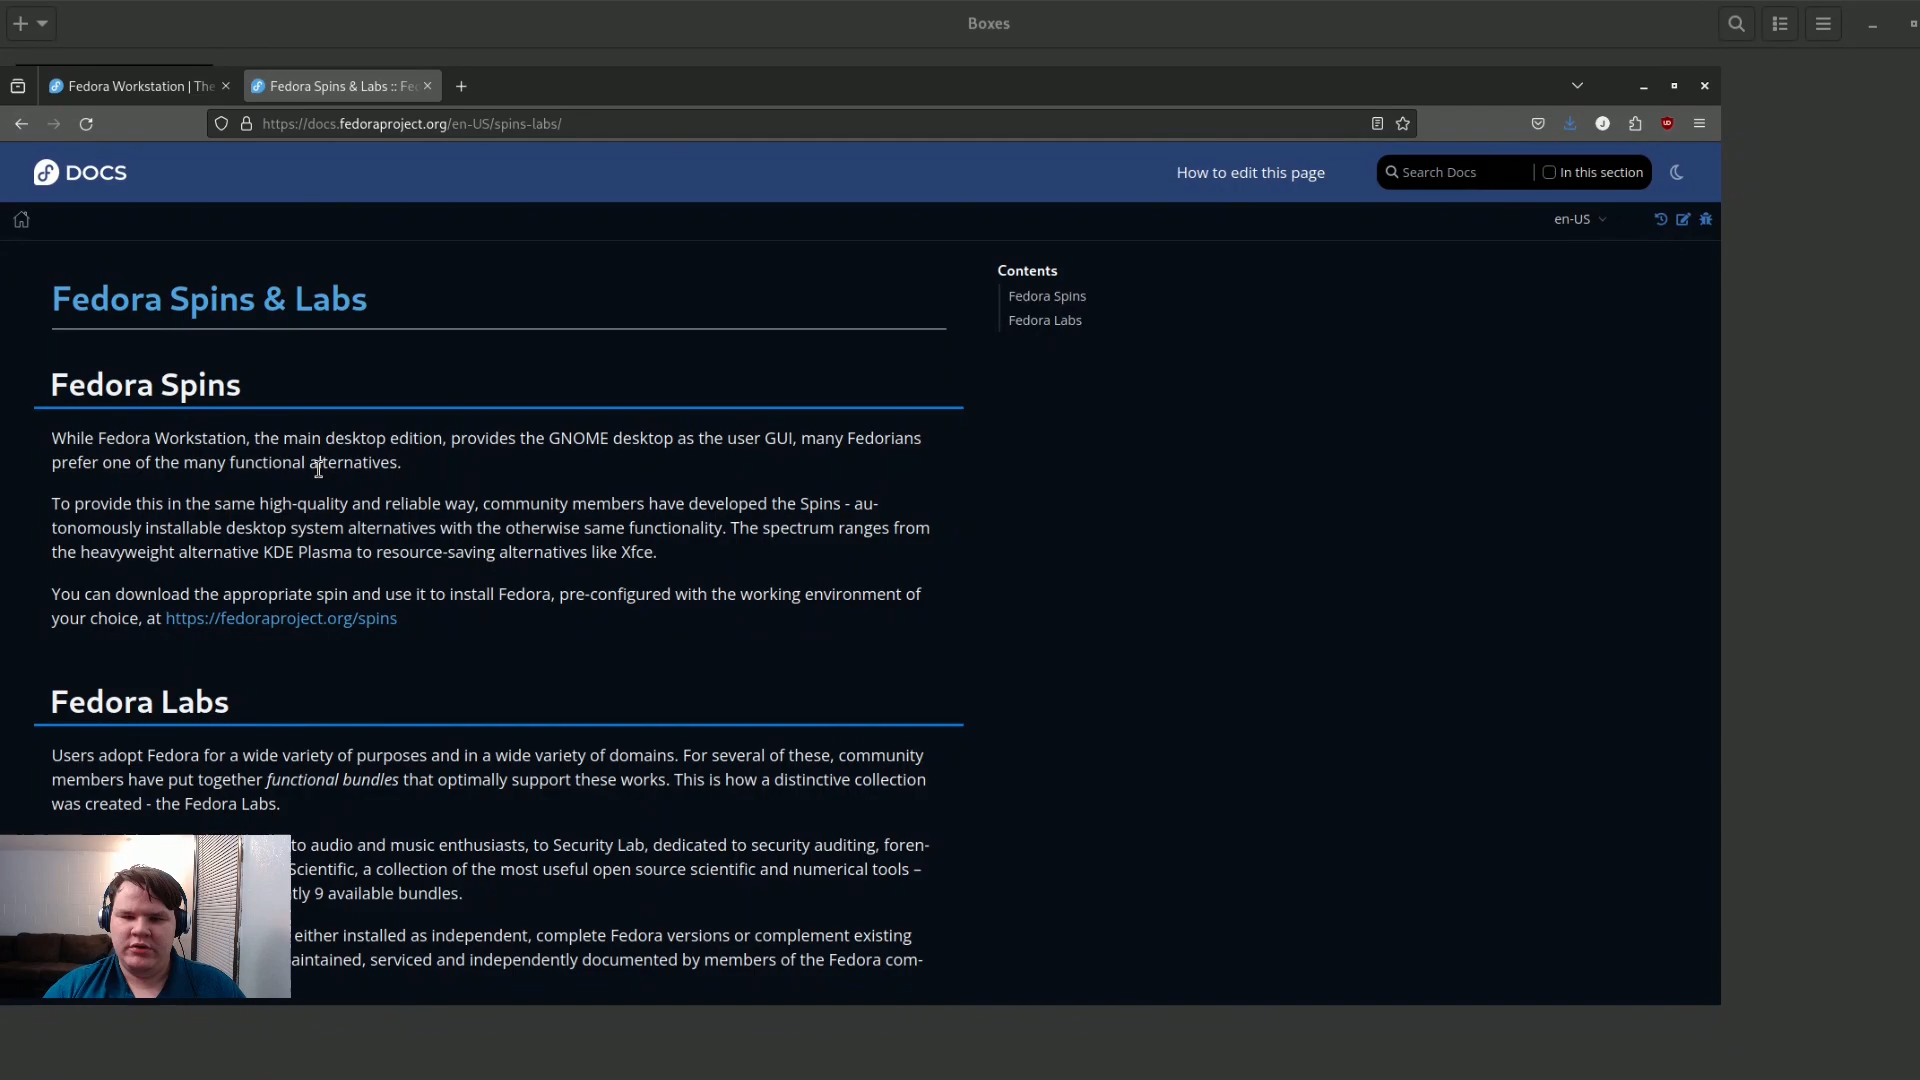 Boxes
Fedora Workstation | The
Fedora Spins & Labs :: Fe
https://docs.fedoraproject.org/en-US/spins-labs/
DOCS
How to edit this page
Search Docs
In this section
en-US
Fedora Spins & Labs
Contents
Fedora Spins
Fedora Labs
Fedora Spins
While Fedora Workstation, the main desktop edition, provides the GNOME desktop as the user GUI, many Fedorians
prefer one of the many functional alternatives.
To provide this in the same high-quality and reliable way, community members have developed the Spins - au-
tonomously installable desktop system alternatives with the otherwise same functionality. The spectrum ranges from
the heavyweight alternative KDE Plasma to resource-saving alternatives like Xfce.
You can download the appropriate spin and use it to install Fedora, pre-configured with the working environment of
your choice, at https://fedoraproject.org/spins
Fedora Labs
Users adopt Fedora for a wide variety of purposes and in a wide variety of domains. For several of these, community
members have put together functional bundles that optimally support these works. This is how a distinctive collection
was created - the Fedora Labs.
to audio and music enthusiasts, to Security Lab, dedicated to security auditing, foren-
Scientific, a collection of the most useful open source scientific and numerical tools –
tly 9 available bundles.
either installed as independent, complete Fedora versions or complement existing
aintained, serviced and independently documented by members of the Fedora com-